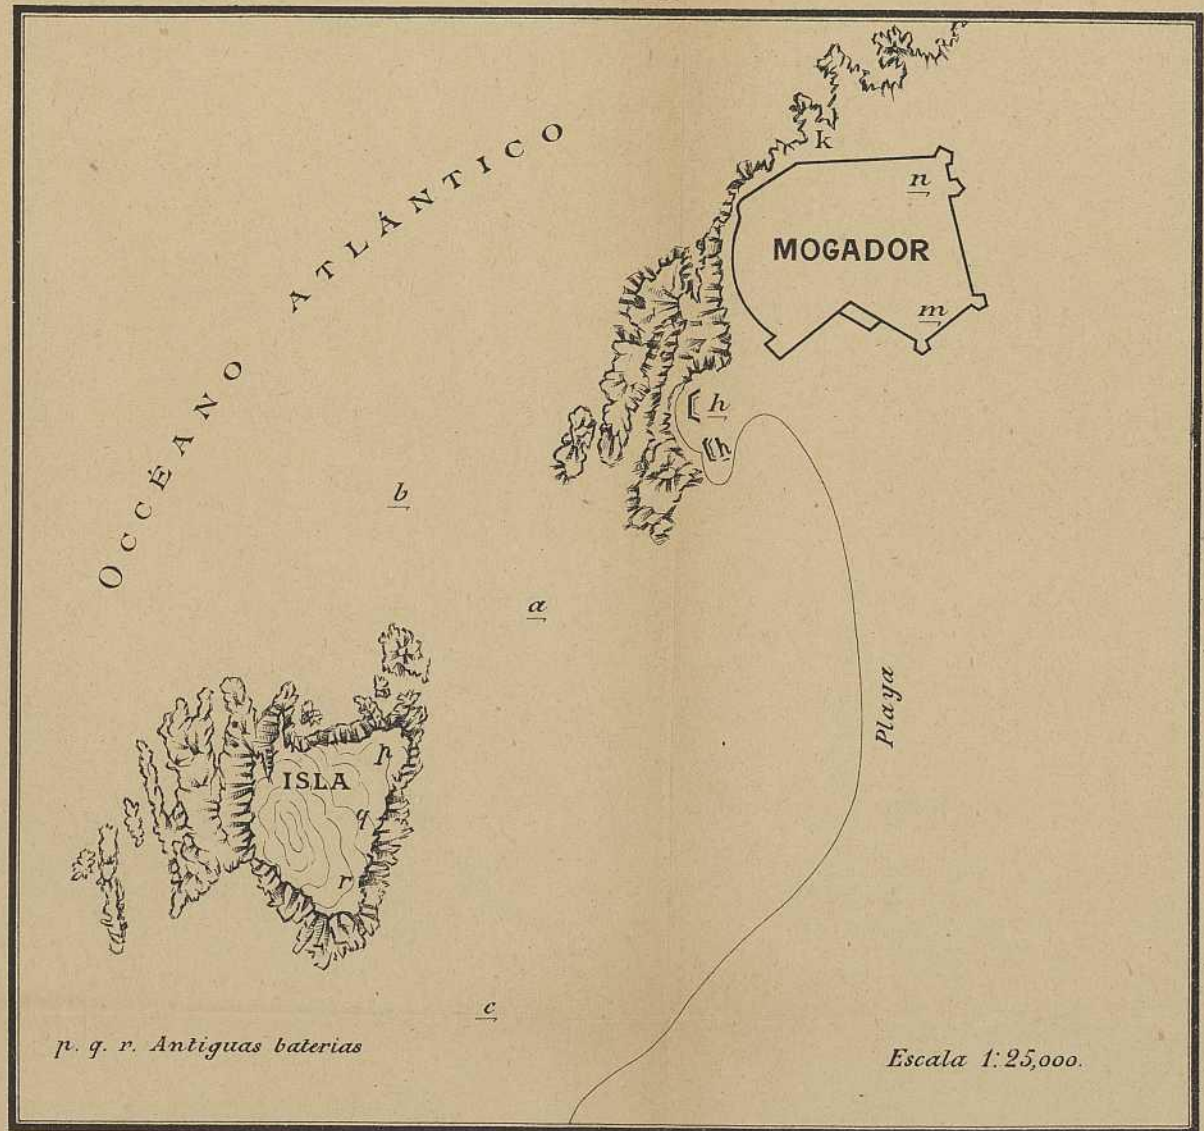 OCCÉANO ATLÁNTICO
k
n
MOGADOR
m
h
h
b
a
Playa
p
ISLA
q
r
c
p. q. r. Antiguas baterias
Escala 1:25,000.